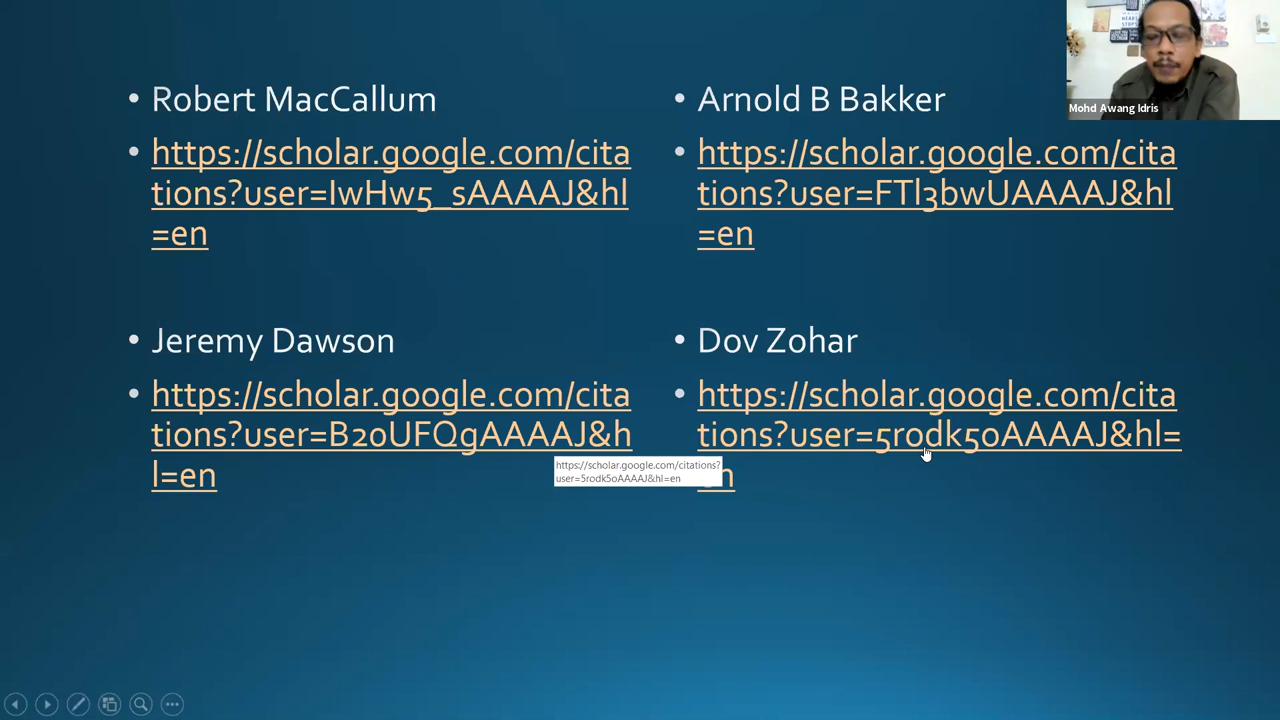 Robert MacCallum
https://scholar.google.com/cita
tions?user=IwHw5_sAAAAJ&hl
=en
Jeremy Dawson
https://scholar.google.com/cita
tions?user=B2oUFQgAAAAJ&h
l=en
Arnold B Bakker
https://scholar.google.com/cita
tions?user=FTl3bwUAAAAJ&hl
=en
Dov Zohar
https://scholar.google.com/cita
tions?user=5rodk5oAAAAJ&hl=
https://scholar.google.com/citations?
user=5rodk5oAAAAJ&hl=en
Mohd Awang Idris